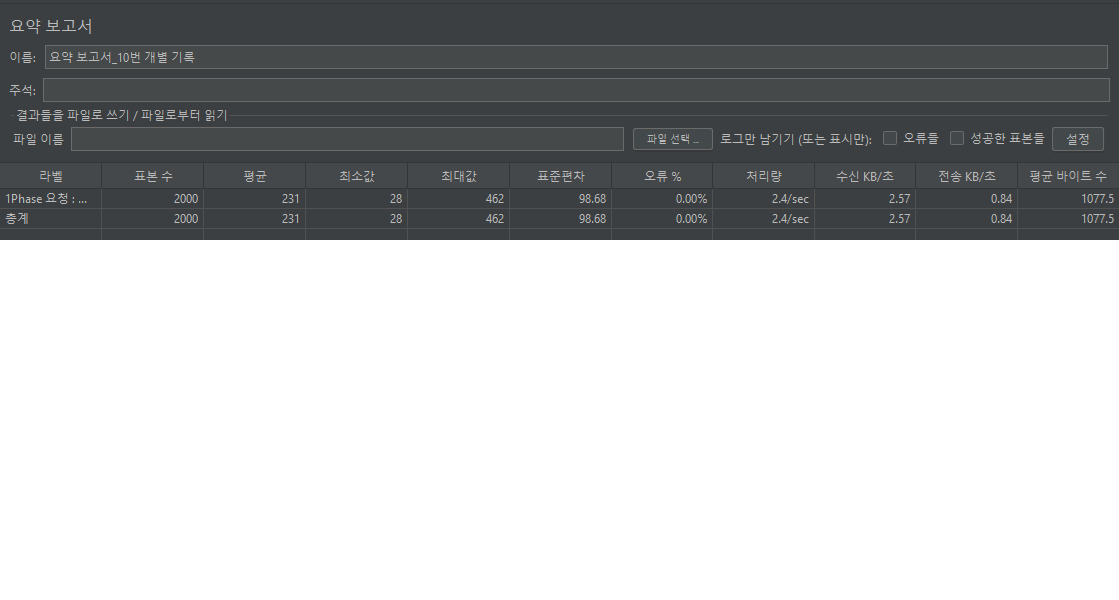 요약 보고서
이름: 요약 보고서_10번 개별 기록
주석:
결과들을 파일로 쓰기 / 파일로부터 읽기
파일 이름 파일 선택 ... 로그만 남기기 (또는 표시만): 오류들 성공한 표본들 설정
라벨 표본 수 평균 최소값 최대값 표준편차 오류 % 처리량 수신 KB/초 전송 KB/초 평균 바이트 수
1Phase 요청 : ... 2000 231 28 462 98.68 0.00% 2.4/sec 2.57 0.84 1077.5
총계 2000 231 28 462 98.68 0.00% 2.4/sec 2.57 0.84 1077.5